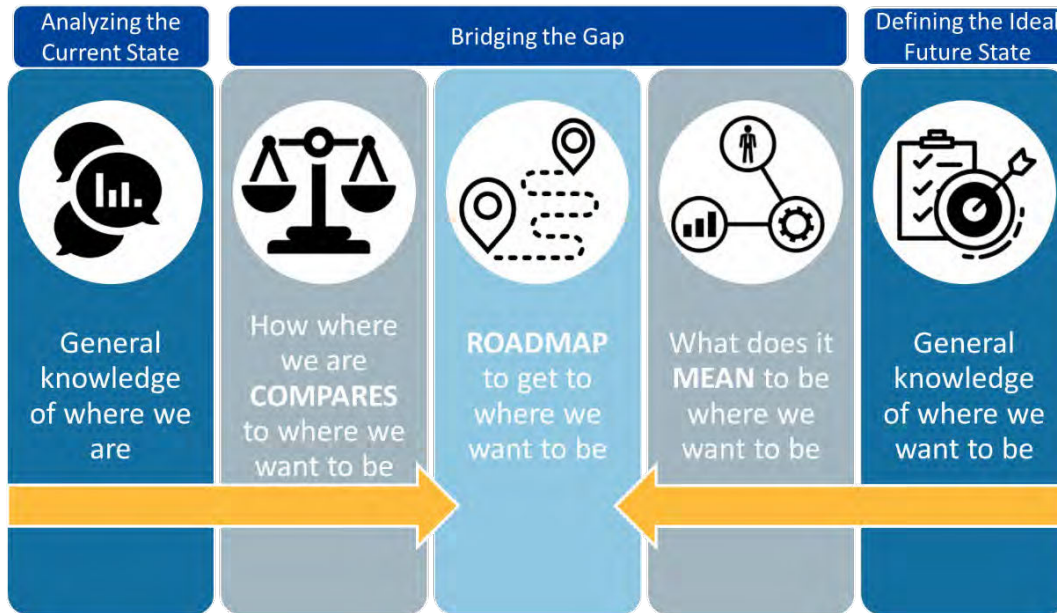 Analyzing the
Current State
Bridging the Gap
Defining the Ideal
Future State
General
knowledge
of where we
are
How where
we are
COMPARES
to where we
want to be
ROADMAP
to get to
where we
want to be
What does it
MEAN to be
where we
want to be
General
knowledge
of where we
want to be